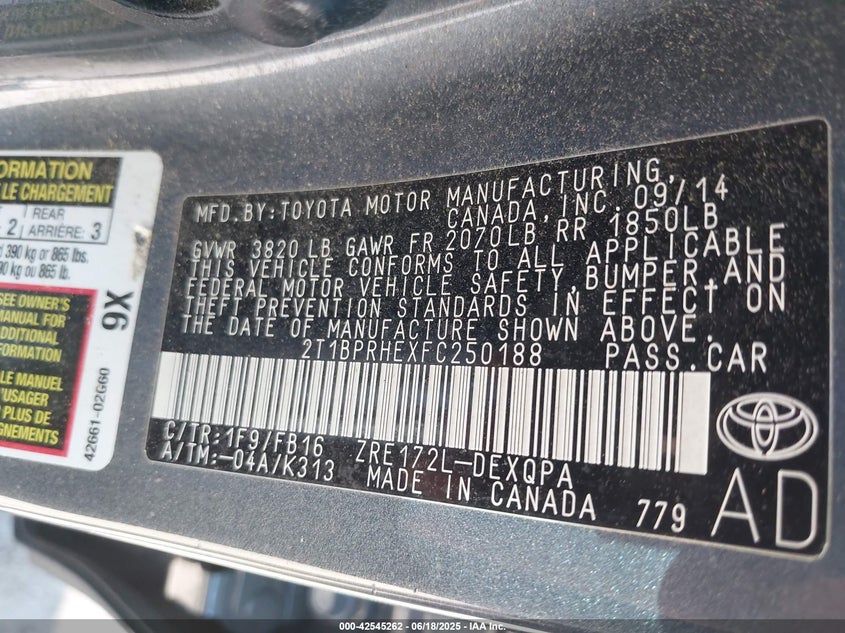 ORMATION
LE CHARGEMENT
2 REAR ARRIÈRE: 3
390 kg or 865 lbs.
kg ou 865 lb.
SEE OWNER'S
MANUAL FOR
ADDITIONAL
INFORMATION
LE MANUEL
L'USAGER
PLUS DE
9X
42661-02G60
MFD. BY: TOYOTA MOTOR MANUFACTURING,
CANADA, INC. 09/14
GVWR 3820 LB GAWR FR 2070LB RR 1850LB
THIS VEHICLE CONFORMS TO ALL APPLICABLE
FEDERAL MOTOR VEHICLE SAFETY, BUMPER, AND
THEFT PREVENTION STANDARDS IN EFFECT ON
THE DATE OF MANUFACTURE SHOWN ABOVE.
2T1BPRHEXFC250188 PASS.CAR
C/TR:1F9/FB16 ZRE172L-DEXQPA
A/TM:-04A/K313 MADE IN CANADA 779
AD
000-42545262 - 06/18/2025 - IAA Inc.